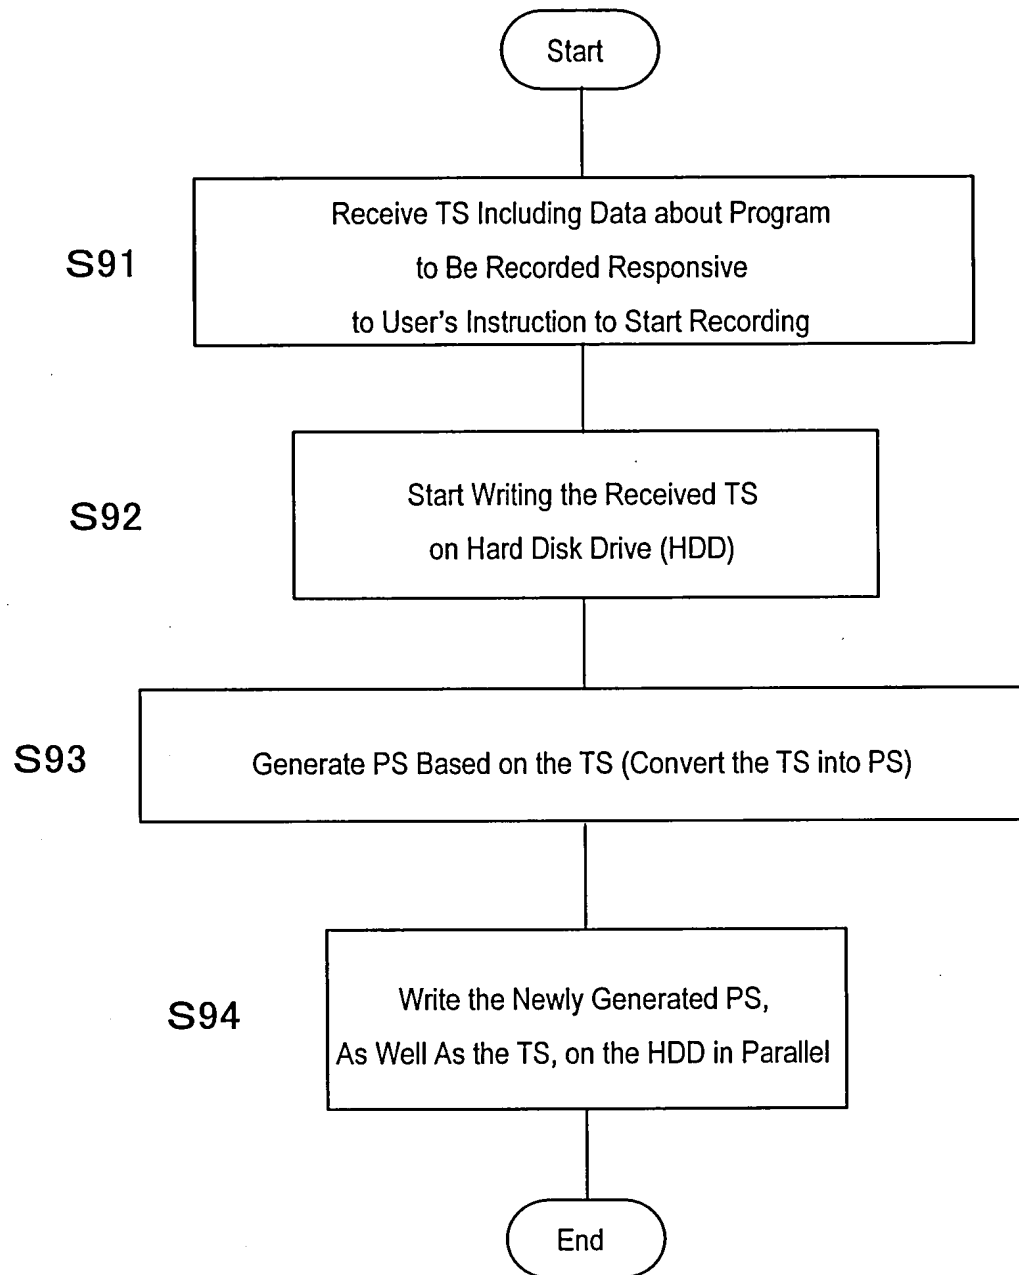 Start
S91
Receive TS Including Data about Program
to Be Recorded Responsive
to User's Instruction to Start Recording
S92
Start Writing the Received TS
on Hard Disk Drive (HDD)
S93
Generate PS Based on the TS (Convert the TS into PS)
S94
Write the Newly Generated PS,
As Well As the TS, on the HDD in Parallel
End